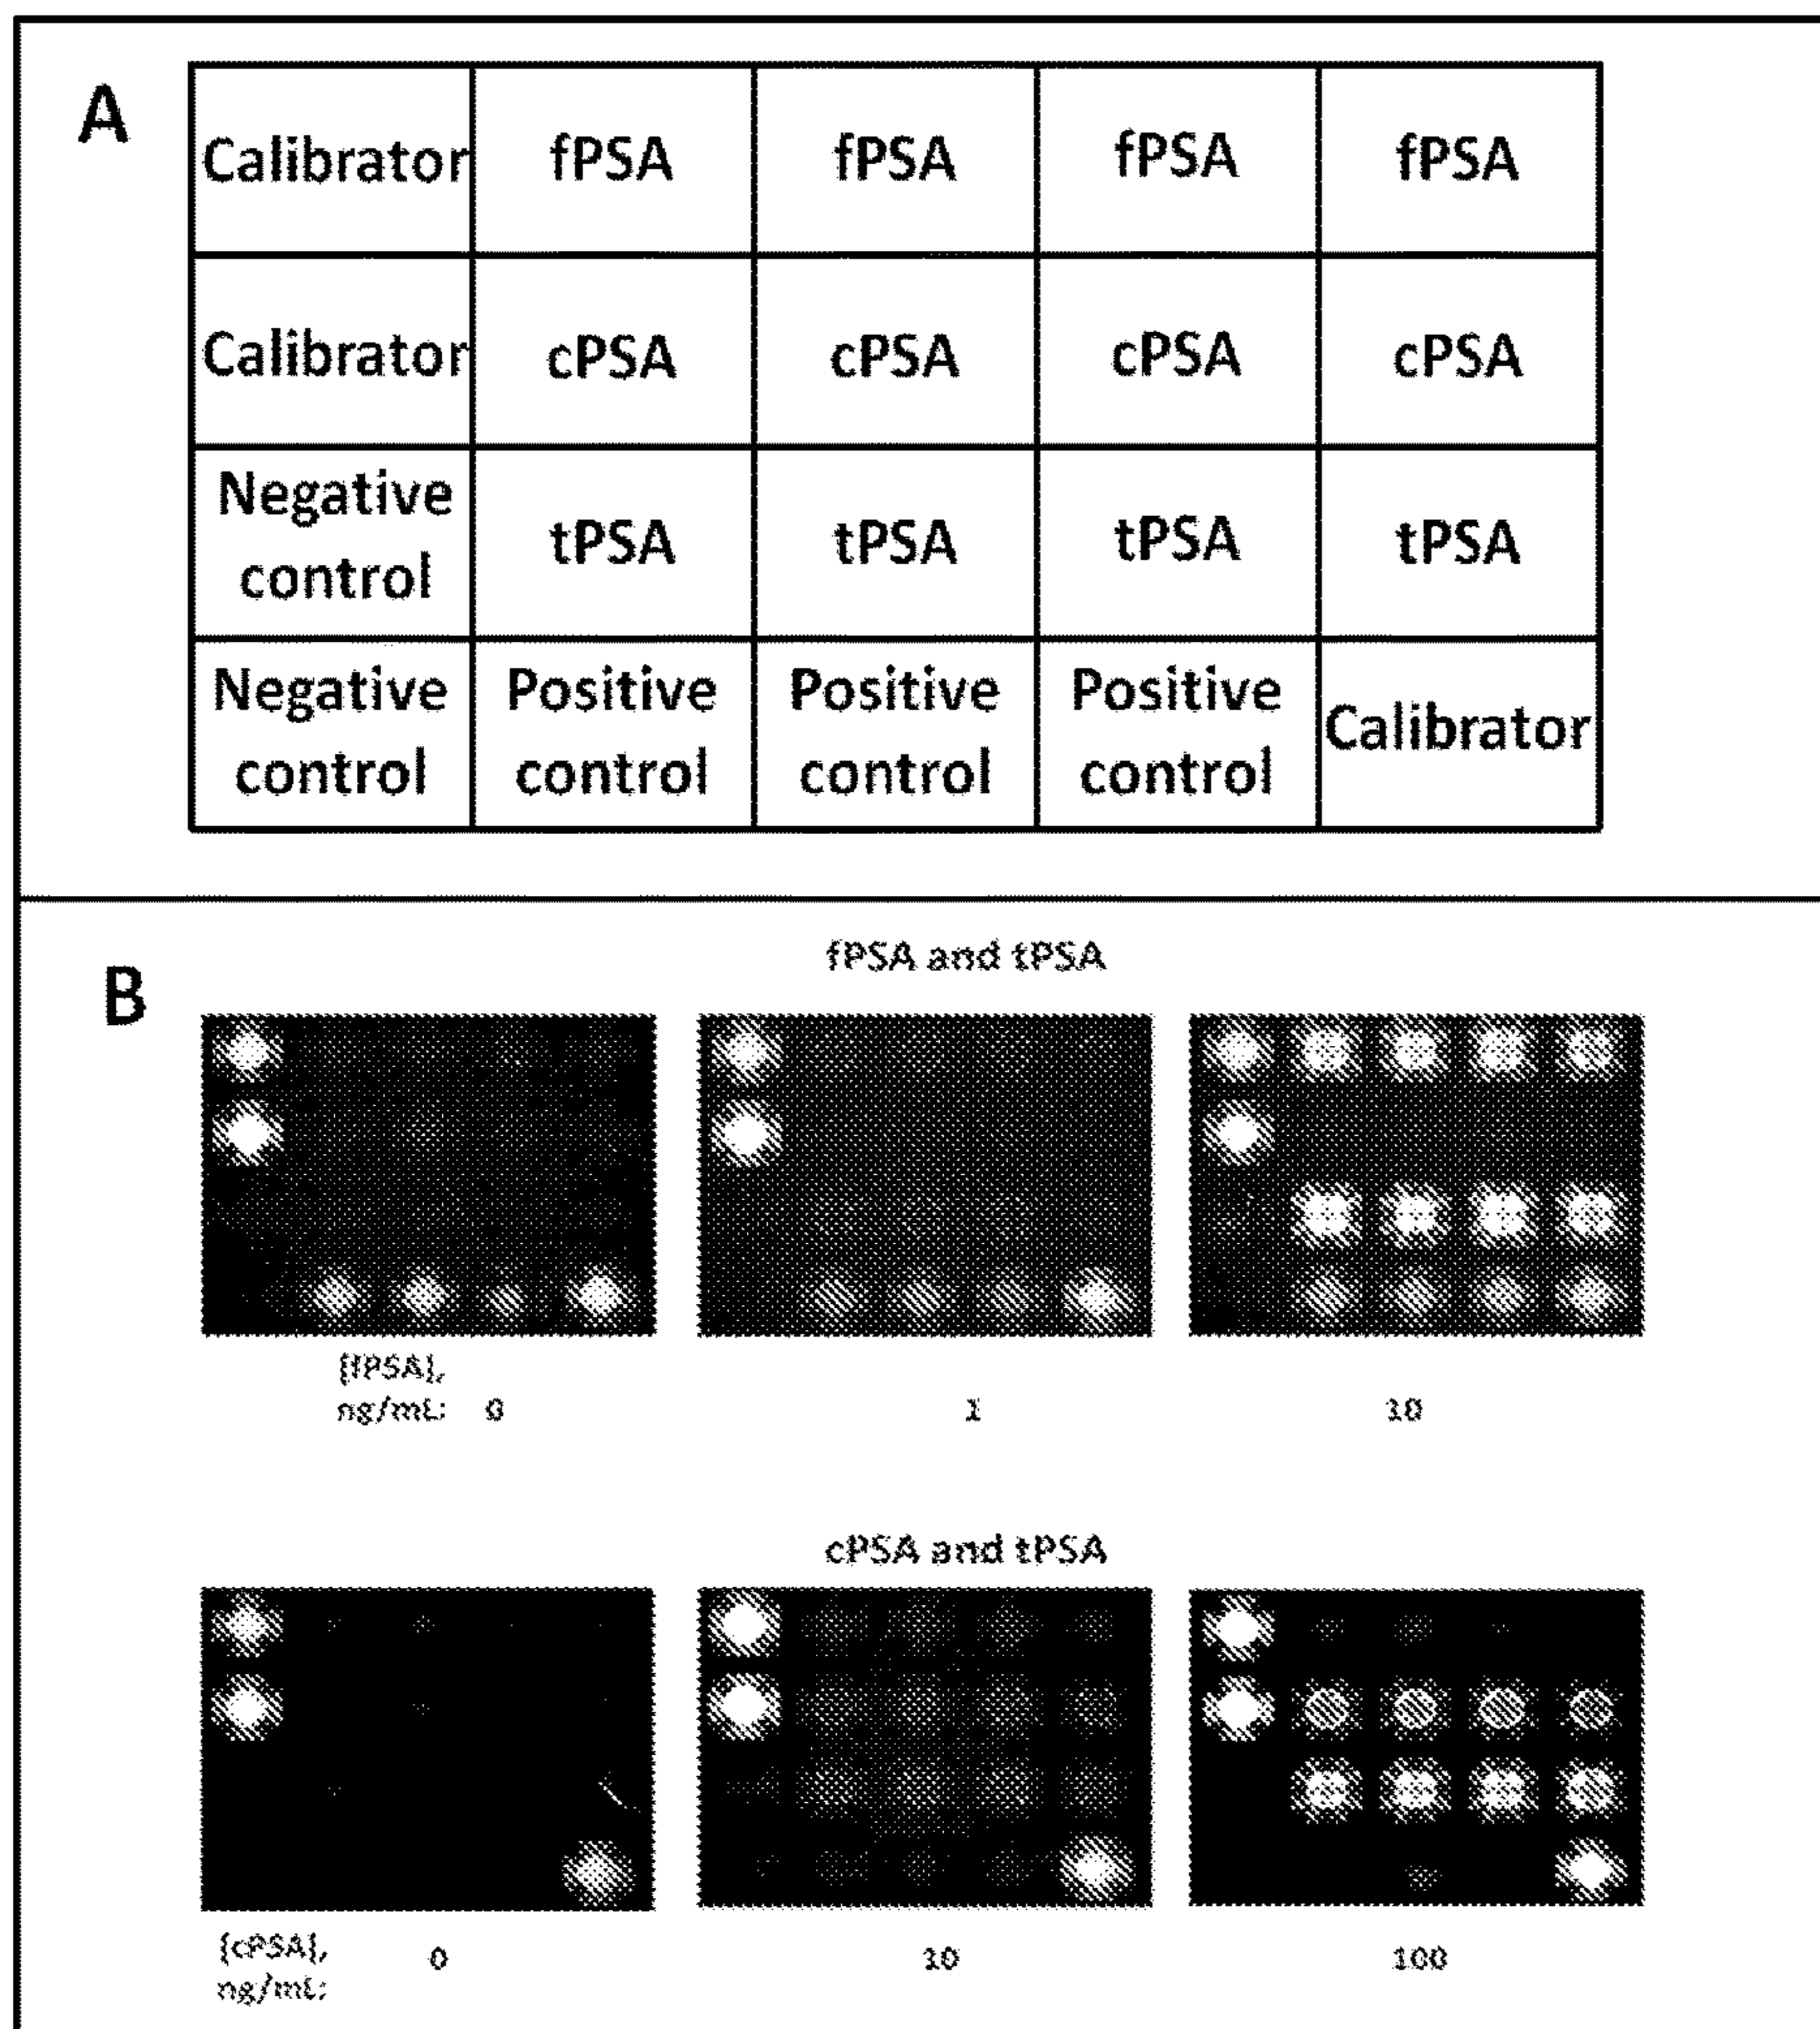 A
Calibrator fPSA fPSA fPSA fPSA
Calibrator cPSA cPSA cPSA cPSA
Negative
control tPSA tPSA tPSA tPSA
Negative Positive Positive Positive
control control control control Calibrator
B
fPSA and tPSA
[fPSA],
ng/mL: 0 1 10
cPSA and tPSA
[cPSA],
ng/mL: 0 10 100